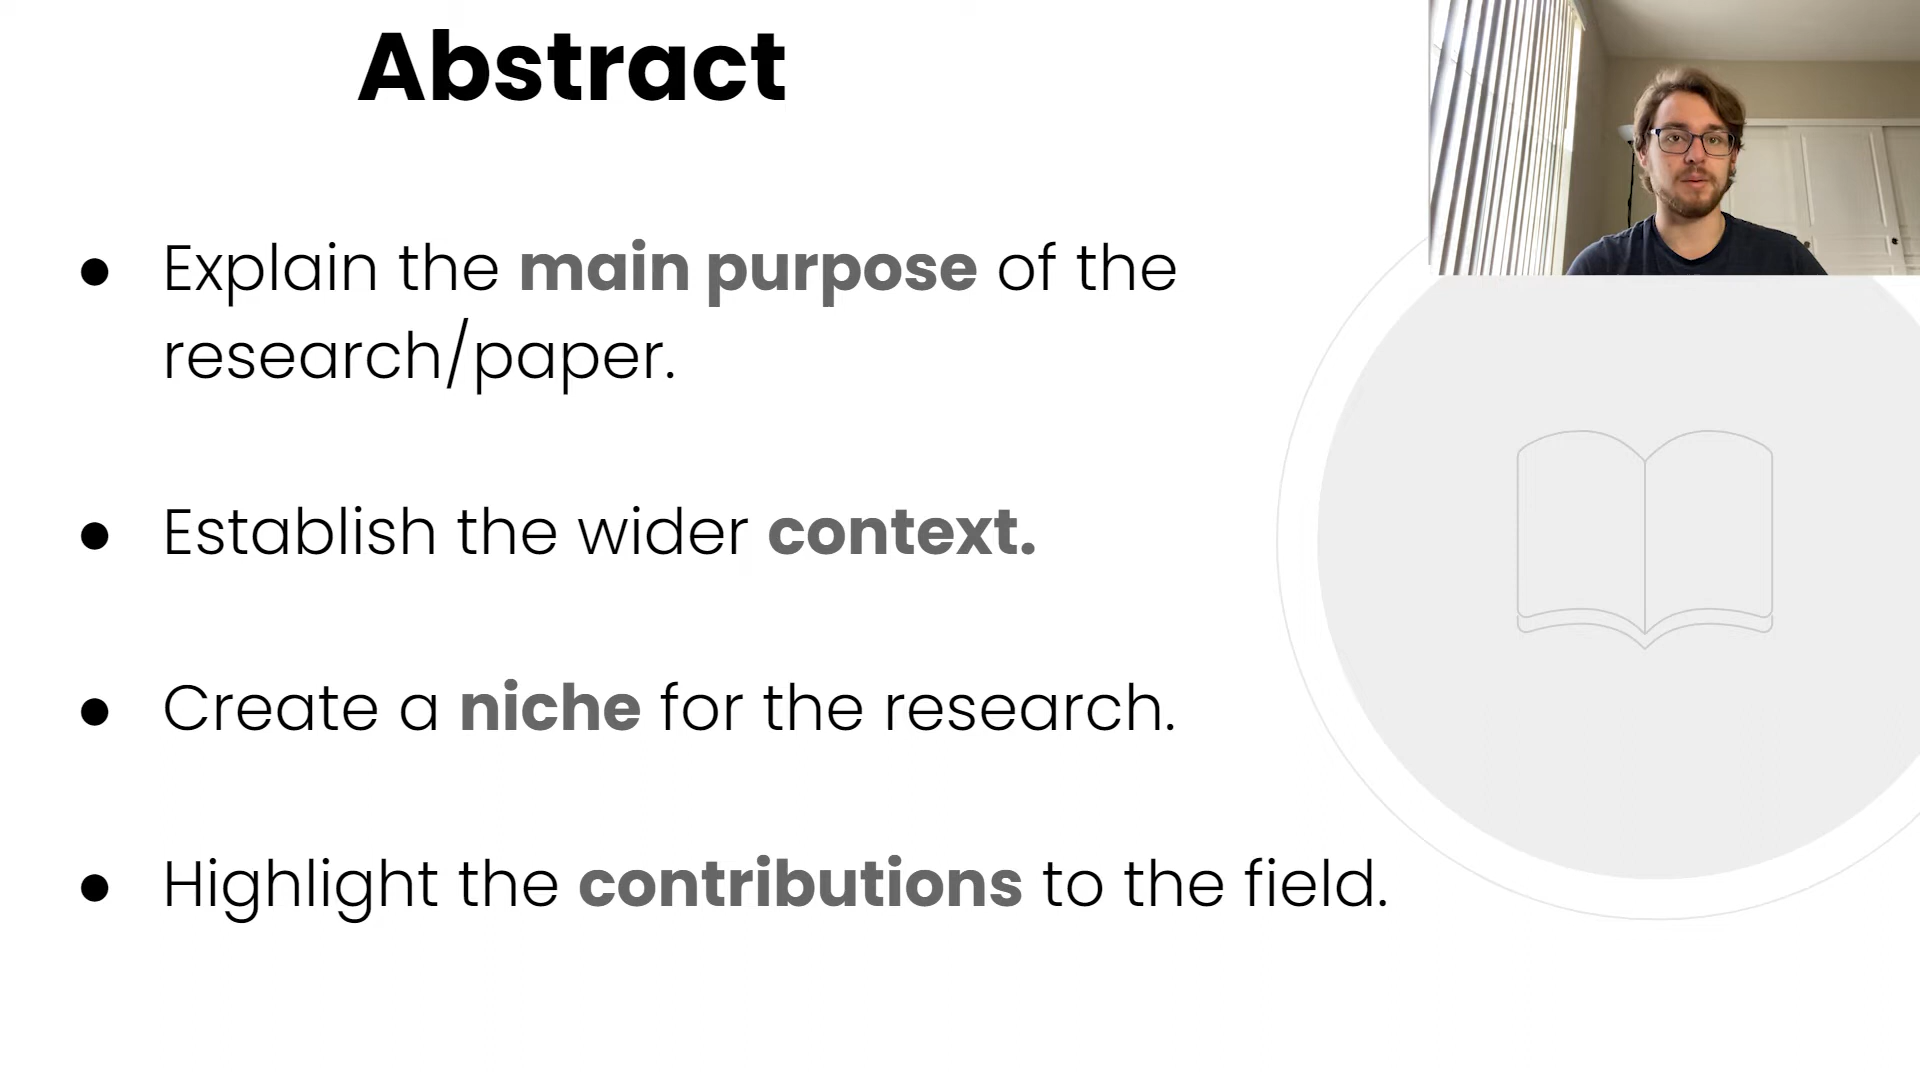 Abstract
● Explain the main purpose of the
research/paper.
● Establish the wider context.
● Create a niche for the research.
● Highlight the contributions to the field.